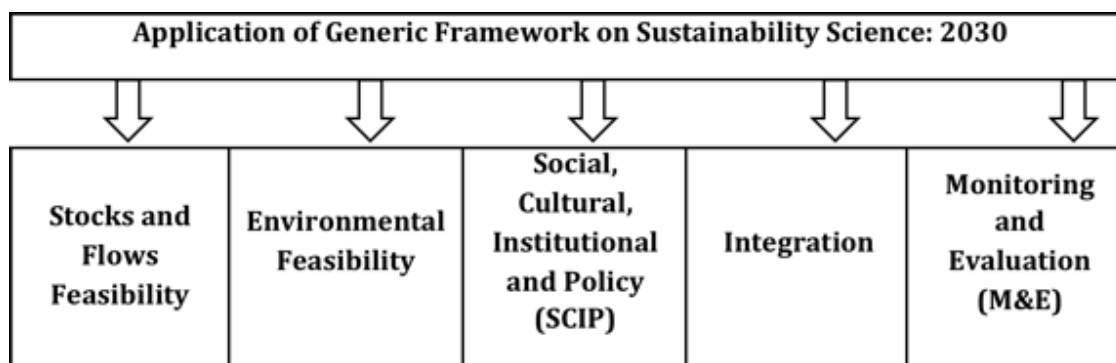 Application of Generic Framework on Sustainability Science: 2030
Stocks and
Flows
Feasibility
Environmental
Feasibility
Social,
Cultural,
Institutional
and Policy
(SCIP)
Integration
Monitoring
and
Evaluation
(M&E)